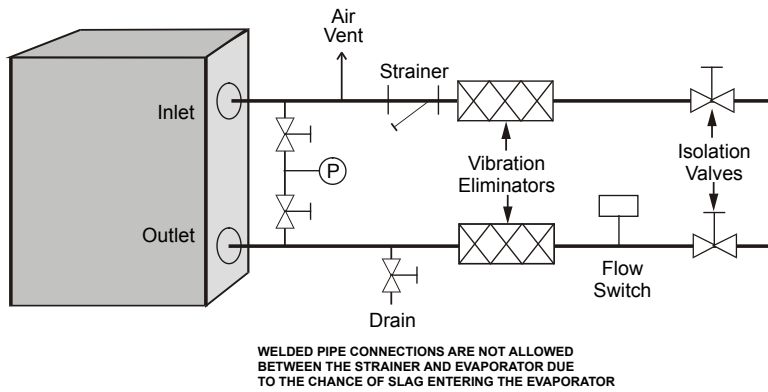 Air
Vent
Strainer
Inlet
P
Vibration
Eliminators
Isolation
Valves
Outlet
Flow
Switch
Drain
WELDED PIPE CONNECTIONS ARE NOT ALLOWED
BETWEEN THE STRAINER AND EVAPORATOR DUE
TO THE CHANCE OF SLAG ENTERING THE EVAPORATOR